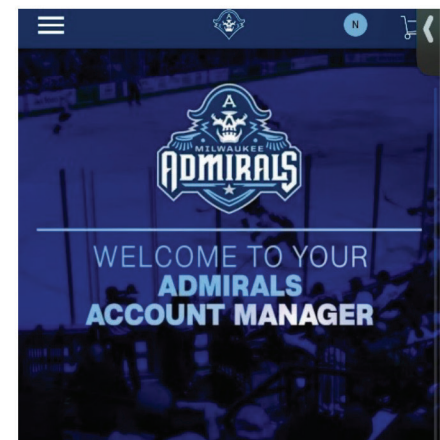 N
A
MILWAUKEE
ADMIRALS
WELCOME TO YOUR
ADMIRALS
ACCOUNT MANAGER